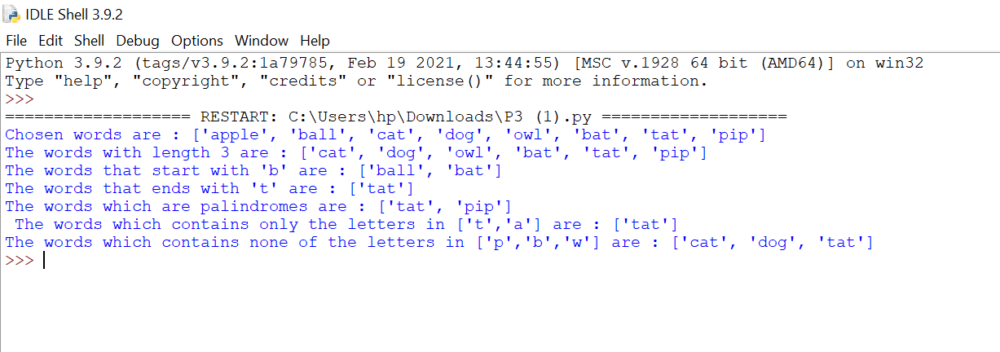 IDLE Shell 3.9.2
File Edit Shell Debug Options Window Help
Python 3.9.2 (tags/v3.9.2:1a79785, Feb 19 2021, 13:44:55) [MSC v.1928 64 bit (AMD64)] on win32
Type "help", "copyright", "credits" or "license()" for more information.
>>>
=================== RESTART: C:\Users\hp\Downloads\P3 (1).py ===================
Chosen words are : ['apple', 'ball', 'cat', 'dog', 'owl', 'bat', 'tat', 'pip']
The words with length 3 are : ['cat', 'dog', 'owl', 'bat', 'tat', 'pip']
The words that start with 'b' are : ['ball', 'bat']
The words that ends with 't' are : ['tat']
The words which are palindromes are : ['tat', 'pip']
 The words which contains only the letters in ['t','a'] are : ['tat']
The words which contains none of the letters in ['p','b','w'] are : ['cat', 'dog', 'tat']
>>>